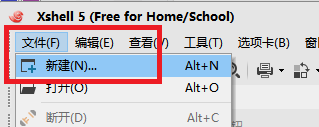 Xshell 5 (Free for Home/School)
文件(F) 编辑(E) 查看(V) 工具(T) 选项卡(B)
新建(N)... Alt+N
打开(O) Alt+O
断开(D) Alt+C